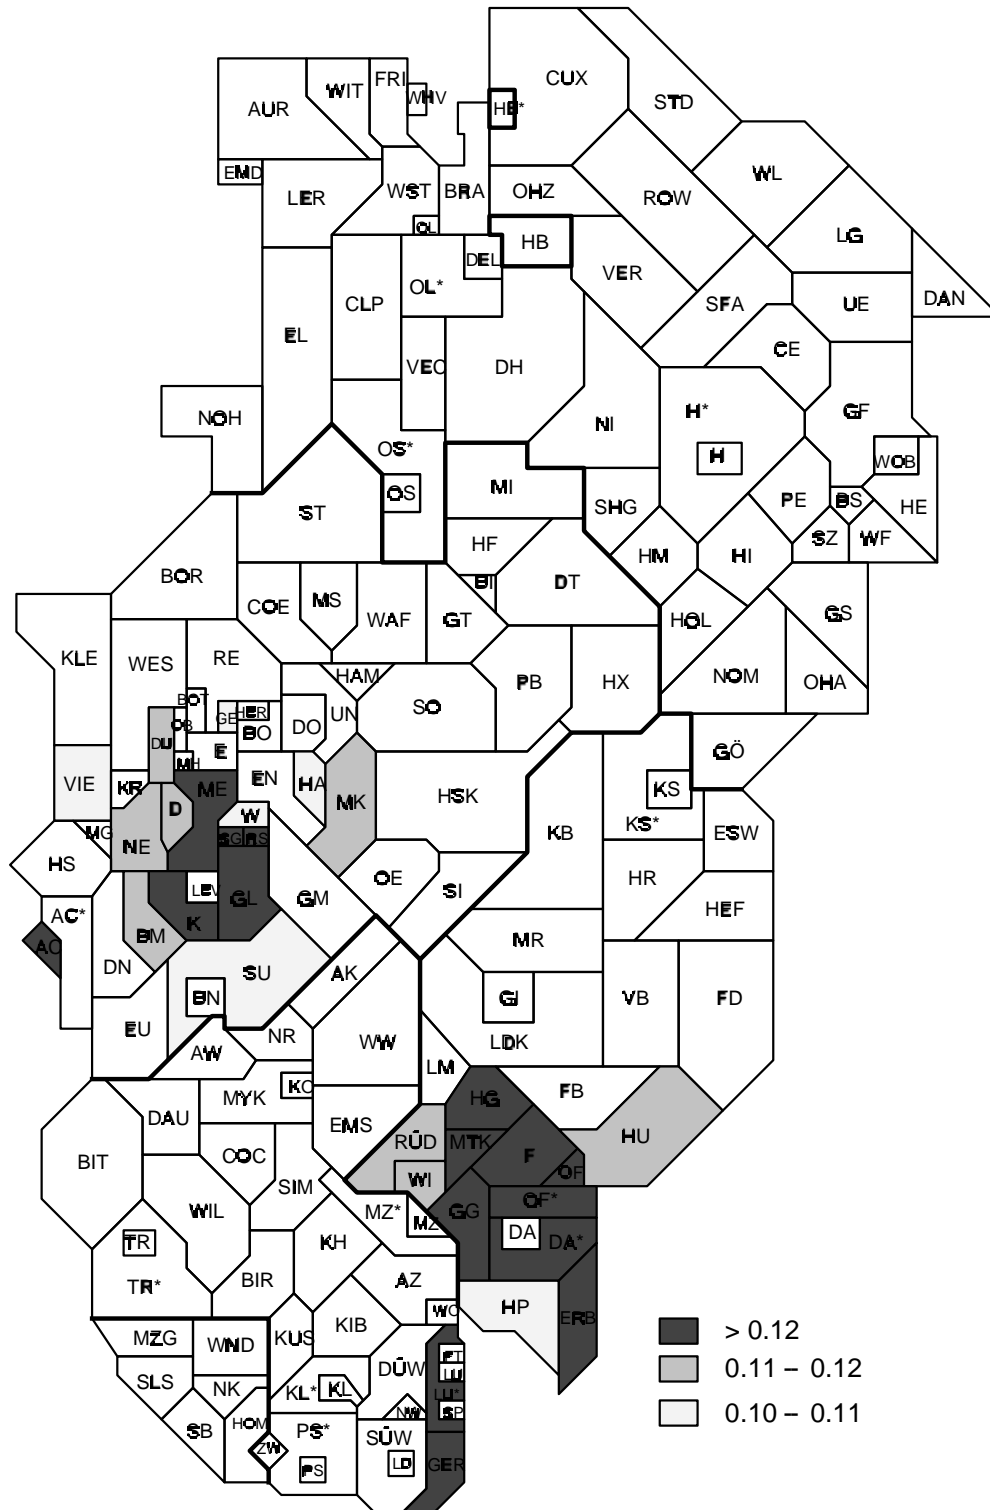 CUX
FRI
WIT
WHV
STD
AUR
HB*
EMD
WL
LER
WST
BRA
OHZ
ROW
OL
LG
HB
DEL
VER
OL*
CLP
SFA
UE
DAN
EL
CE
VEC
DH
NOH
H*
GF
NI
OS*
H
WOB
OS
MI
PE
BS
HE
ST
SHG
SZ
WF
HF
HM
HI
BOR
BI
DT
COE
MS
WAF
GT
HOL
GS
KLE
WES
RE
HAM
PB
HX
NOM
OHA
BOT
SO
GE
HER
UN
OB
BO
DO
DU
E
GÖ
MH
VIE
KR
ME
EN
HA
MK
HSK
KS
D
W
KS*
MG
NE
SG
RS
KB
ESW
HS
HR
LEV
OE
SI
AC*
GL
GM
HEF
K
AC
BM
MR
DN
SU
AK
BN
GI
VB
FD
EU
NR
WW
LDK
AW
LM
KO
FB
MYK
HG
DAU
EMS
RÜD
MTK
HU
BIT
COC
F
OF
SIM
WI
OF*
WIL
MZ*
MZ
GG
DA
TR
KH
DA*
TR*
BIR
AZ
HP
WO
ERB
> 0.12
MZG
WND
KUS
KIB
PT
0.11 – 0.12
SLS
NK
DÜW
LU
KL*
KL
LU*
0.10 – 0.11
HOM
NW
SP
SB
PS*
SÜW
ZW
PS
LD
GER